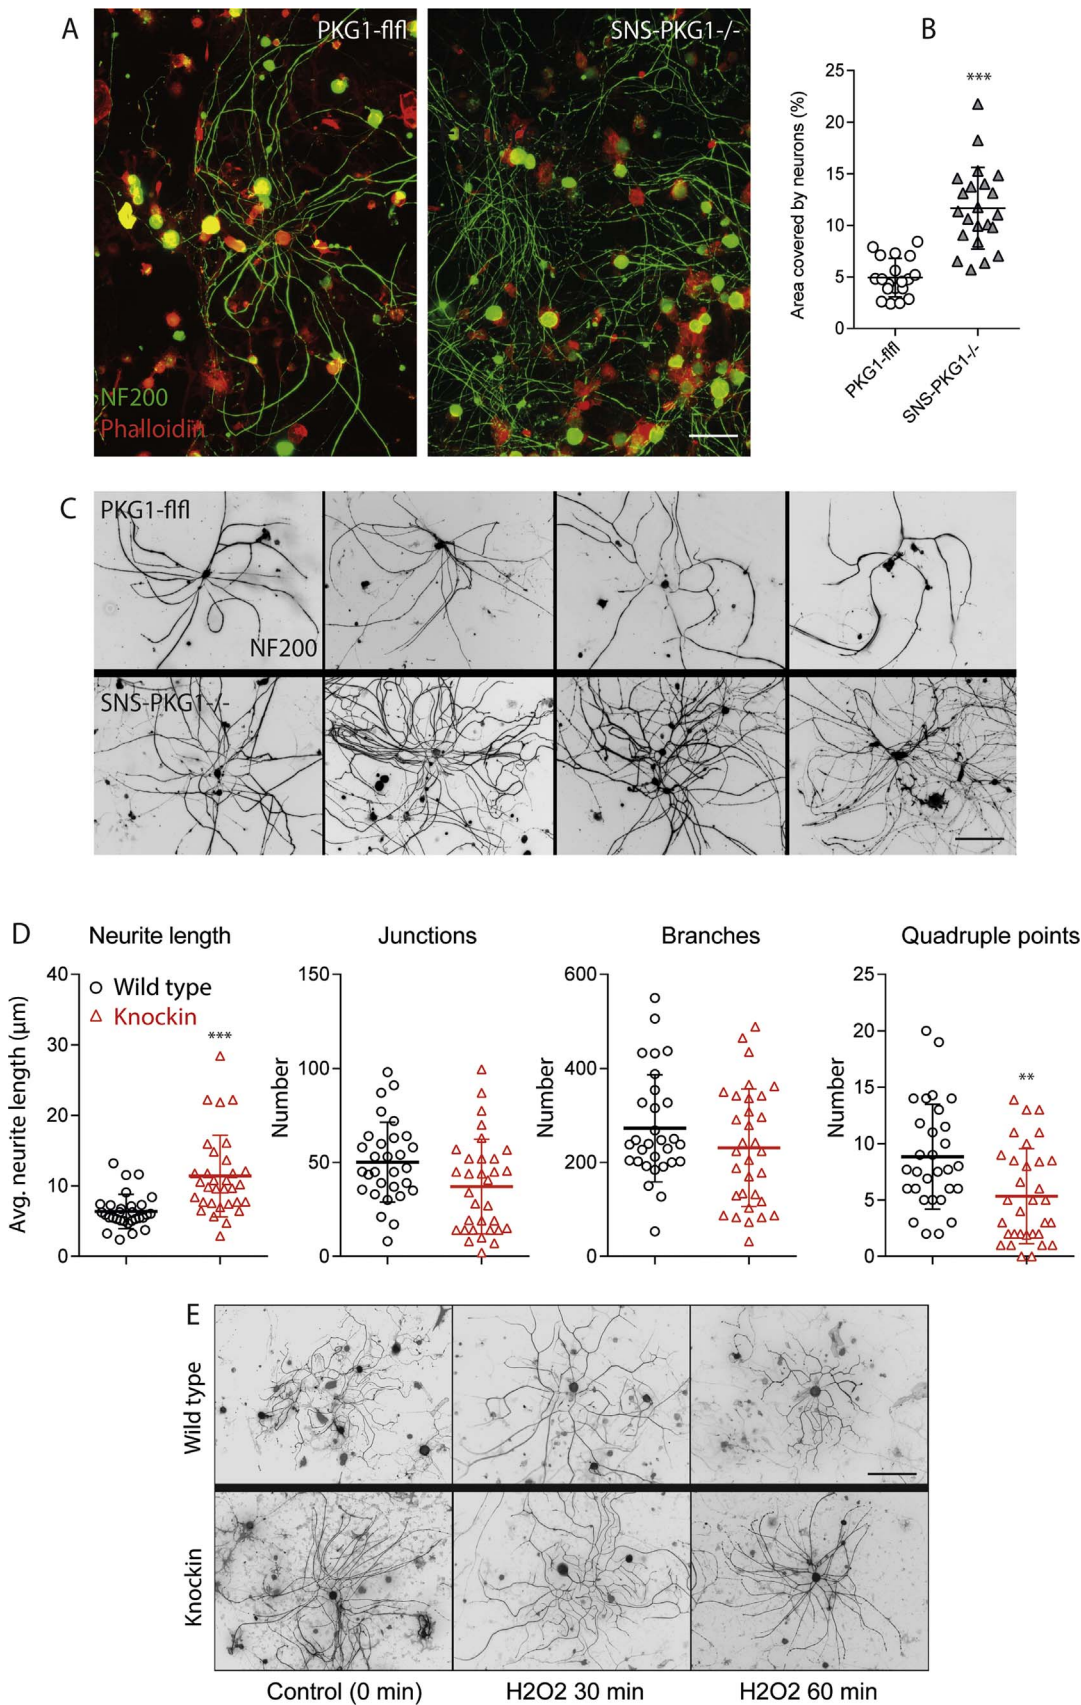 A
PKG1-flfl
SNS-PKG1-/-
NF200
Phalloidin
B
***
Area covered by neurons (%)
25
20
15
10
5
0
PKG1-flfl
SNS-PKG1-/-
C
PKG1-flfl
NF200
SNS-PKG1-/-
D
Neurite length
Avg. neurite length (µm)
40
30
20
10
0
Wild type
Knockin
***
Junctions
Number
150
100
50
0
Branches
Number
600
400
200
0
Quadruple points
Number
25
20
15
10
5
0
**
E
Wild type
Knockin
Control (0 min)
H2O2 30 min
H2O2 60 min